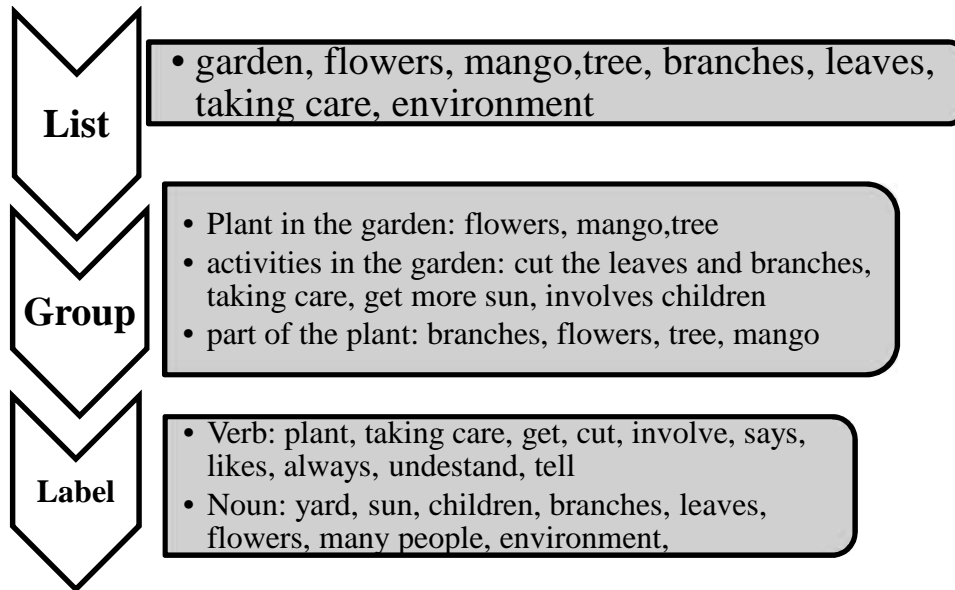 List
• garden, flowers, mango,tree, branches, leaves,
taking care, environment
Group
• Plant in the garden: flowers, mango,tree
• activities in the garden: cut the leaves and branches,
taking care, get more sun, involves children
• part of the plant: branches, flowers, tree, mango
Label
• Verb: plant, taking care, get, cut, involve, says,
likes, always, undestand, tell
• Noun: yard, sun, children, branches, leaves,
flowers, many people, environment,